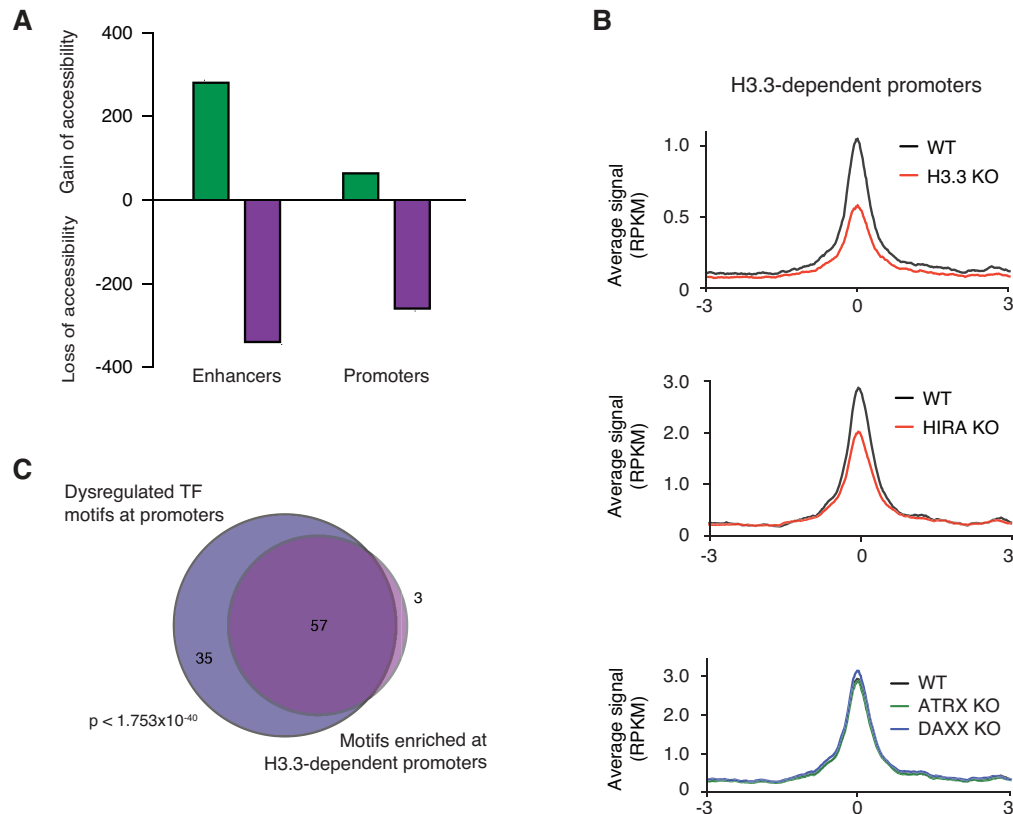 A
Gain of accessibility
Loss of accessibility
400
200
0
-200
-400
Enhancers
Promoters
B
H3.3-dependent promoters
Average signal
(RPKM)
1.0
0.5
0
-3
0
3
WT
H3.3 KO
Average signal
(RPKM)
3.0
2.0
1.0
0
-3
0
3
WT
HIRA KO
Average signal
(RPKM)
3.0
2.0
1.0
0
-3
0
3
WT
ATRX KO
DAXX KO
C
Dysregulated TF
motifs at promoters
3
57
35
p < 1.753x10⁻⁴⁰
Motifs enriched at
H3.3-dependent promoters